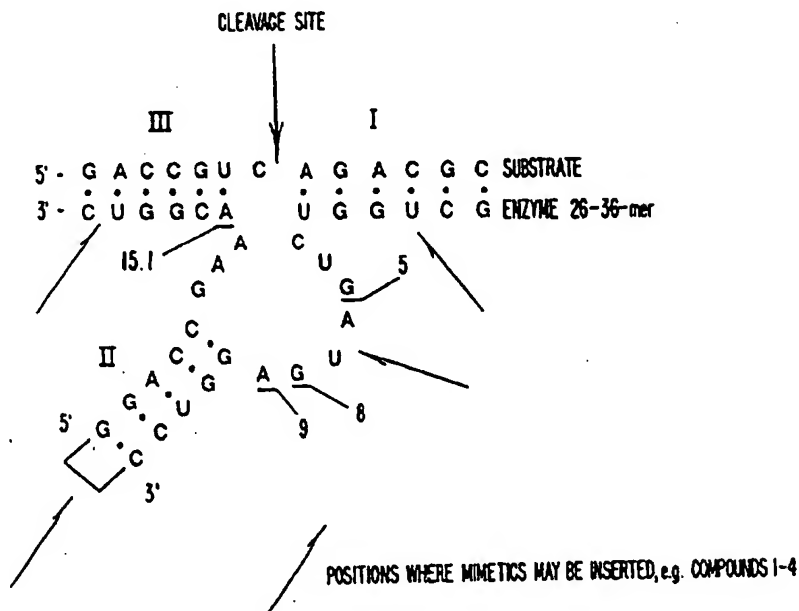 CLEAVAGE SITE
III I
5' - G A C C G U C A G A C G C SUBSTRATE
3' - C U G G C A U G G U C G ENZYME 26-36-mer
A C
15.1 A U
G G 5
C A
II C G A G A U
A G 9 8
G U
5' G C
C
3'
POSITIONS WHERE MIMETICS MAY BE INSERTED, e.g. COMPOUNDS 1-4